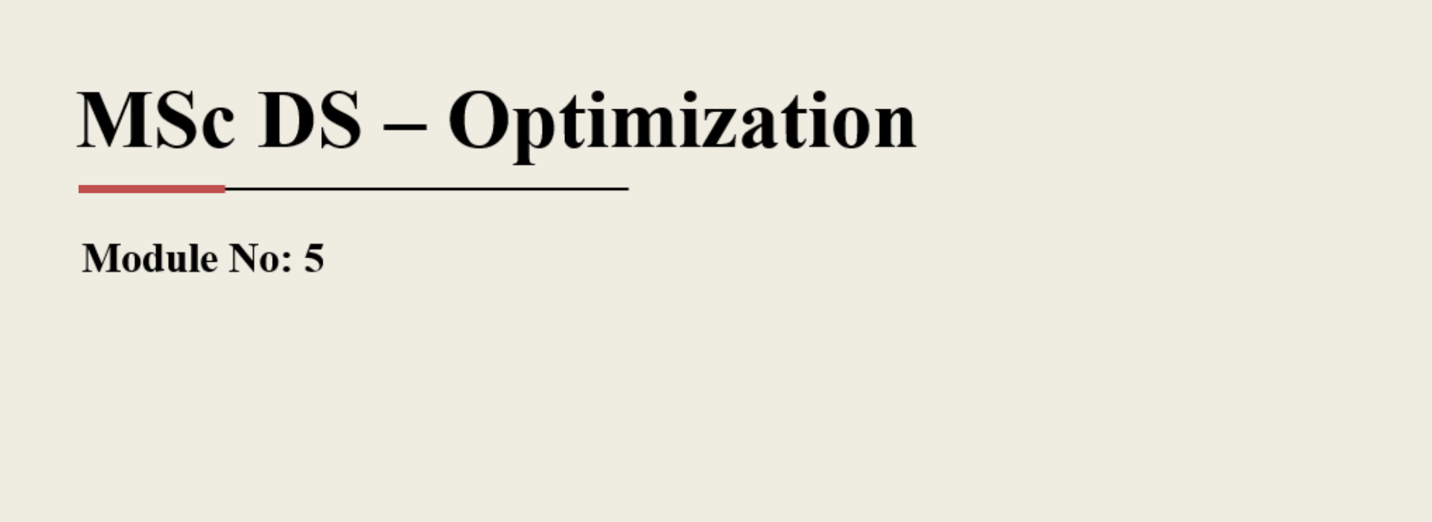 MSc DS – Optimization
Module No: 5